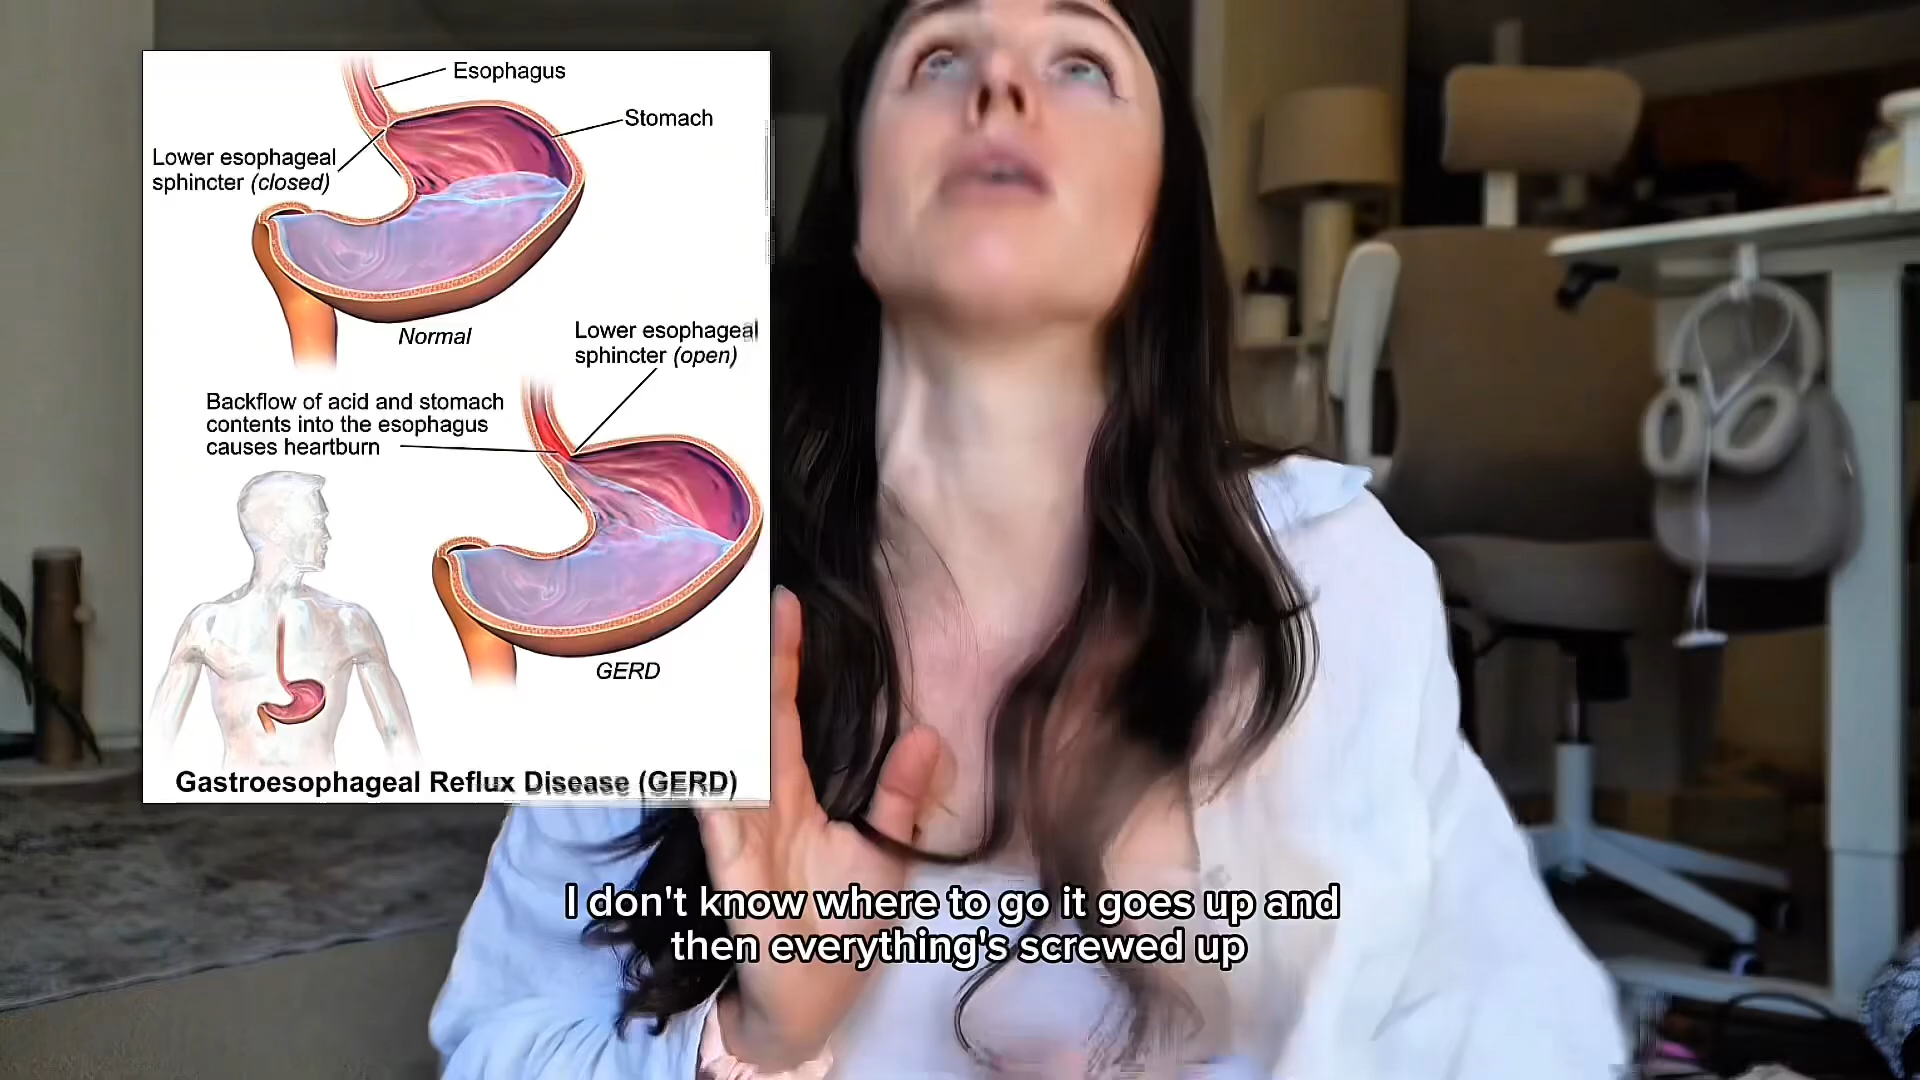 Esophagus
Stomach
Lower esophageal
sphincter (closed)
Normal
Lower esophageal
sphincter (open)
Backflow of acid and stomach
contents into the esophagus
causes heartburn
GERD
Gastroesophageal Reflux Disease (GERD)
I don't know where to go it goes up and
then everything's screwed up